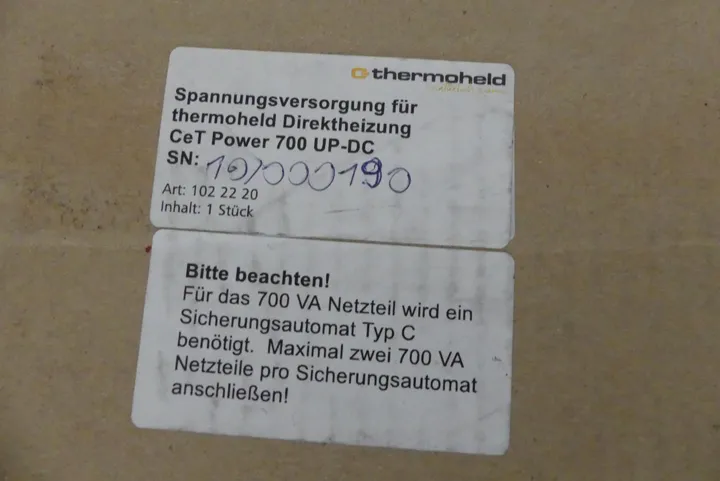 thermoheld
Spannungsversorgung für
thermoheld Direktheizung
CeT Power 700 UP-DC
SN: 10/000190
Art: 102 22 20
Inhalt: 1 Stück
Bitte beachten!
Für das 700 VA Netzteil wird ein
Sicherungsautomat Typ C
benötigt. Maximal zwei 700 VA
Netzteile pro Sicherungsautomat
anschließen!